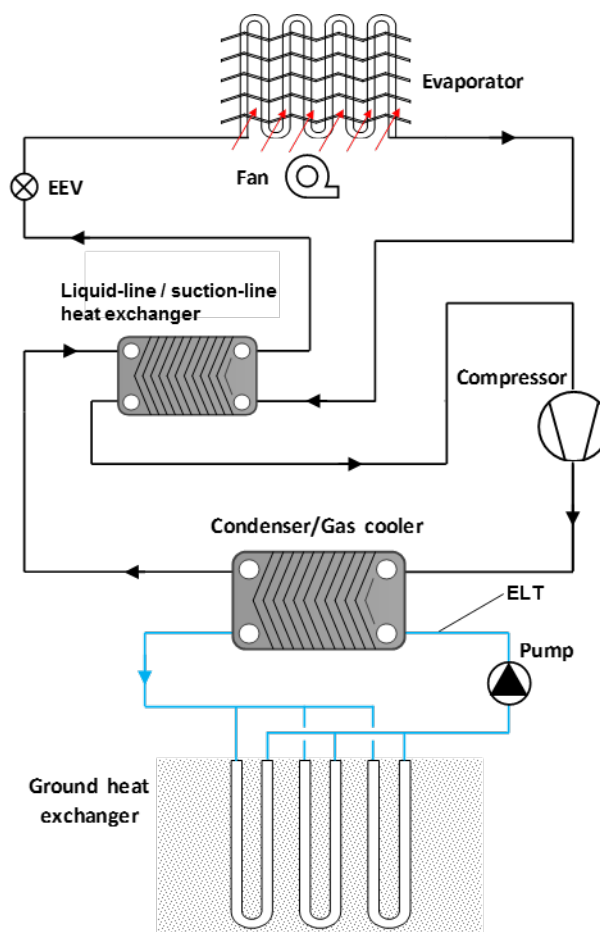 Evaporator
Fan
EEV
Liquid-line / suction-line
heat exchanger
Compressor
Condenser/Gas cooler
ELT
Pump
Ground heat
exchanger